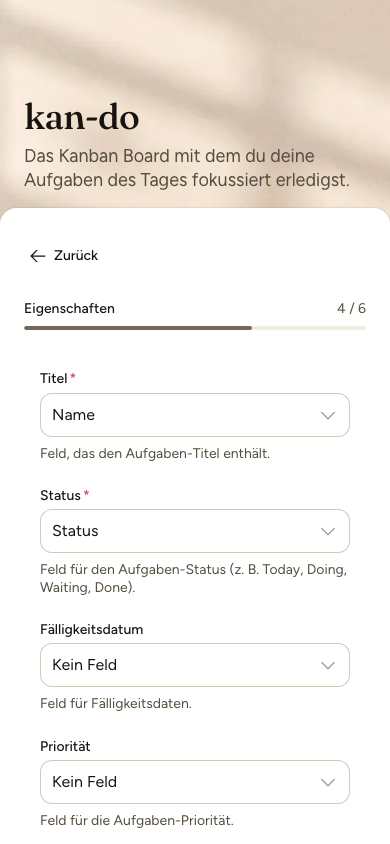 kan-do
Das Kanban Board mit dem du deine
Aufgaben des Tages fokussiert erledigst.
Zurück
Eigenschaften 4 / 6
Titel *
Name
Feld, das den Aufgaben-Titel enthält.
Status *
Status
Feld für den Aufgaben-Status (z. B. Today, Doing,
Waiting, Done).
Fälligkeitsdatum
Kein Feld
Feld für Fälligkeitsdaten.
Priorität
Kein Feld
Feld für die Aufgaben-Priorität.